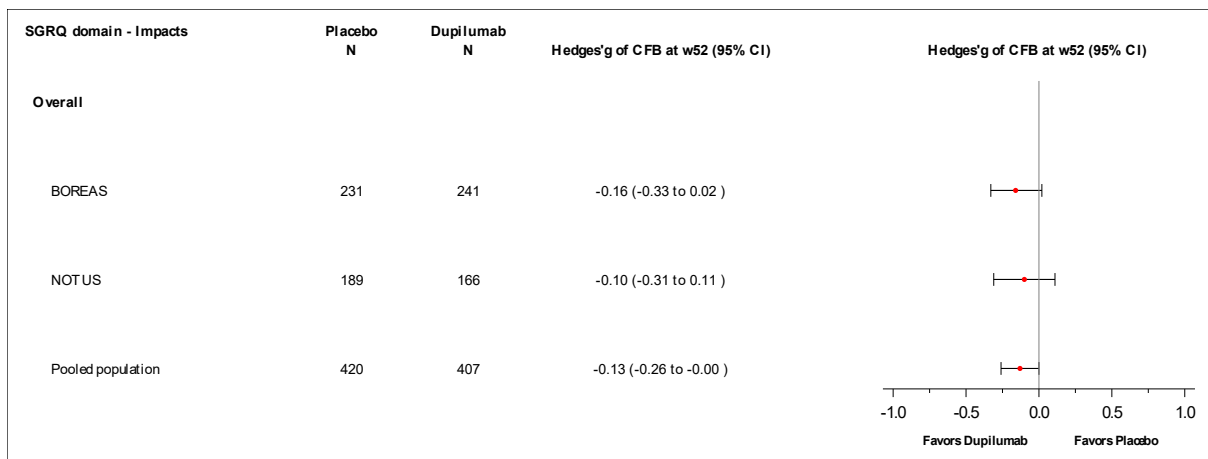 SGRQ domain - Impacts Placebo Dupilumab
N N Hedges'g of CFB at w52 (95% CI) Hedges'g of CFB at w52 (95% CI)
Overall
BOREAS 231 241 -0.16 (-0.33 to 0.02 )
NOTUS 189 166 -0.10 (-0.31 to 0.11 )
Pooled population 420 407 -0.13 (-0.26 to -0.00 )
-1.0 -0.5 0.0 0.5 1.0
Favors Dupilumab Favors Placebo